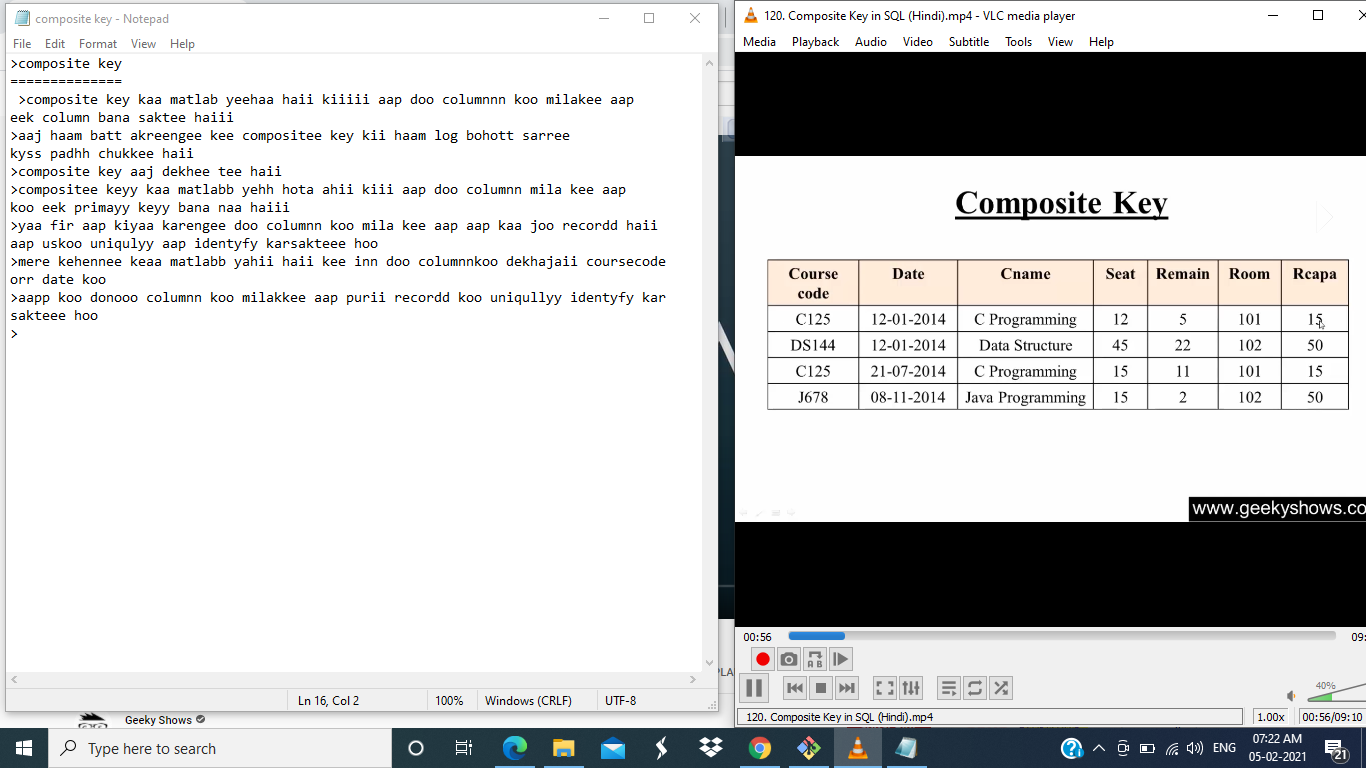 composite key - Notepad
File Edit Format View Help
>composite key
==============
>composite key kaa matlab yeehaa haii kiiiii aap doo columnnn koo milakee aap
eek column bana saktee haiii
>aaj haam batt akreengee kee compositee key kii haam log bohott sarree
kyss padhh chukkee haii
>composite key aaj dekhee tee haii
>compositee keyy kaa matlabb yehh hota ahii kiii aap doo columnn mila kee aap
koo eek primayy keyy bana naa haiii
>yaa fir aap kiyaa karengee doo columnn koo mila kee aap aap kaa joo recordd haii
aap uskoo uniqulyy aap identyfy karsakteee hoo
>mere kehennee keaa matlabb yahii haii kee inn doo columnnkoo dekhajaii coursecode
orr date koo
>aapp koo donooo columnn koo milakkee aap purii recordd koo uniqullyy identyfy kar
sakteee hoo
>
Ln 16, Col 2 100% Windows (CRLF) UTF-8
Geeky Shows
120. Composite Key in SQL (Hindi).mp4 - VLC media player
Media Playback Audio Video Subtitle Tools View Help
Composite Key
Course code Date Cname Seat Remain Room Rcapa
C125 12-01-2014 C Programming 12 5 101 15
DS144 12-01-2014 Data Structure 45 22 102 50
C125 21-07-2014 C Programming 15 11 101 15
J678 08-11-2014 Java Programming 15 2 102 50
www.geekyshows.co
00:56 09:
40%
120. Composite Key in SQL (Hindi).mp4 1.00x 00:56/09:10
Type here to search
ENG 07:22 AM
05-02-2021
21